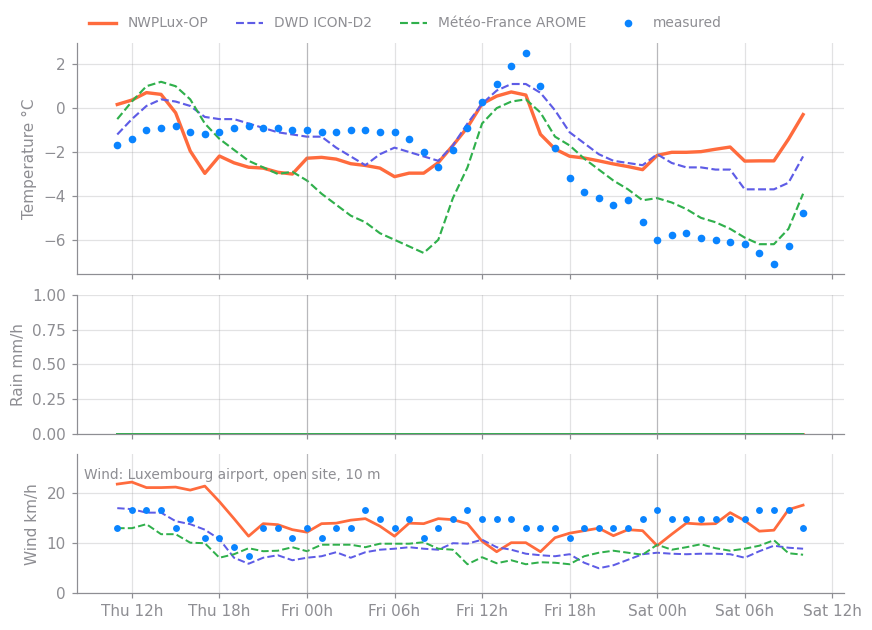 NWPLux-OP DWD ICON-D2 Météo-France AROME measured
Temperature °C
2
0
−2
−4
−6
Rain mm/h
1.00
0.75
0.50
0.25
0.00
Wind: Luxembourg airport, open site, 10 m
Wind km/h
20
10
0
Thu 12h Thu 18h Fri 00h Fri 06h Fri 12h Fri 18h Sat 00h Sat 06h Sat 12h